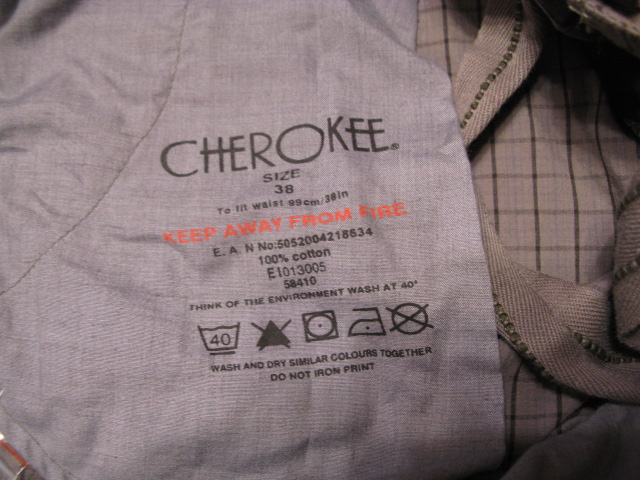 CHEROKEE®
SIZE
38
To fit waist 99cm/38in
KEEP AWAY FROM FIRE
E. A. N No:5052004218634
100% cotton
E1013005
58410
THINK OF THE ENVIRONMENT WASH AT 40°
40
WASH AND DRY SIMILAR COLOURS TOGETHER
DO NOT IRON PRINT